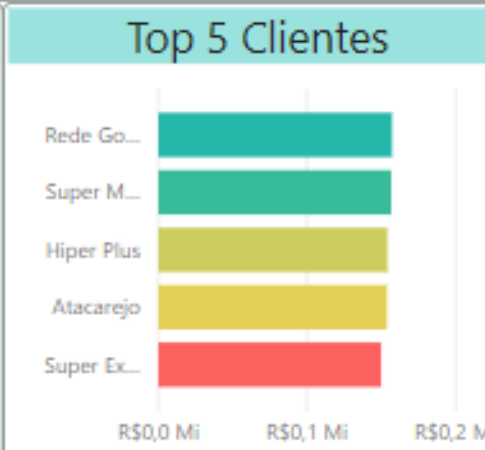 Top 5 Clientes
Rede Go...
Super M...
Hiper Plus
Atacarejo
Super Ex...
R$0,0 Mi R$0,1 Mi R$0,2 M